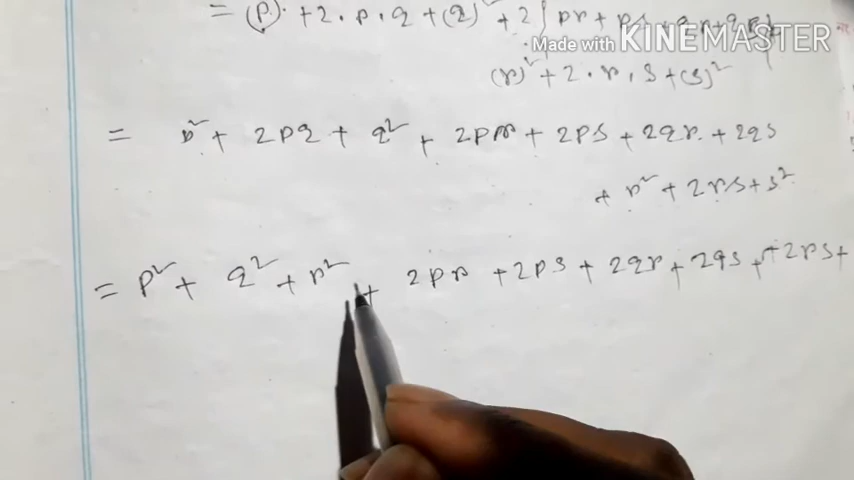 = (p)² + 2 · p · q + (q)² + 2 { pr + ps + qr + qs }
Made with KINEMASTER
(r)² + 2 · r · s + (s)²
= p² + 2pq + q² + 2pr + 2ps + 2qr + 2qs
+ r² + 2rs + s²
= p² + q² + r² + 2pr + 2ps + 2qr + 2qs + +2rs +